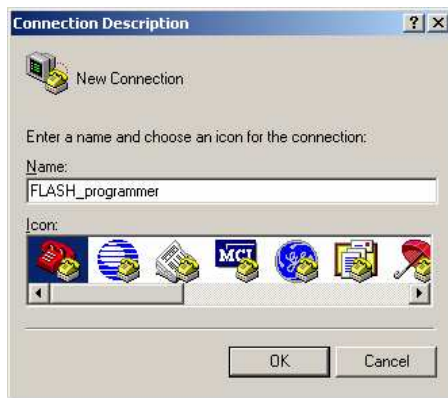 Connection Description
New Connection
Enter a name and choose an icon for the connection:
Name:
FLASH_programmer
Icon:
MCI
OK
Cancel